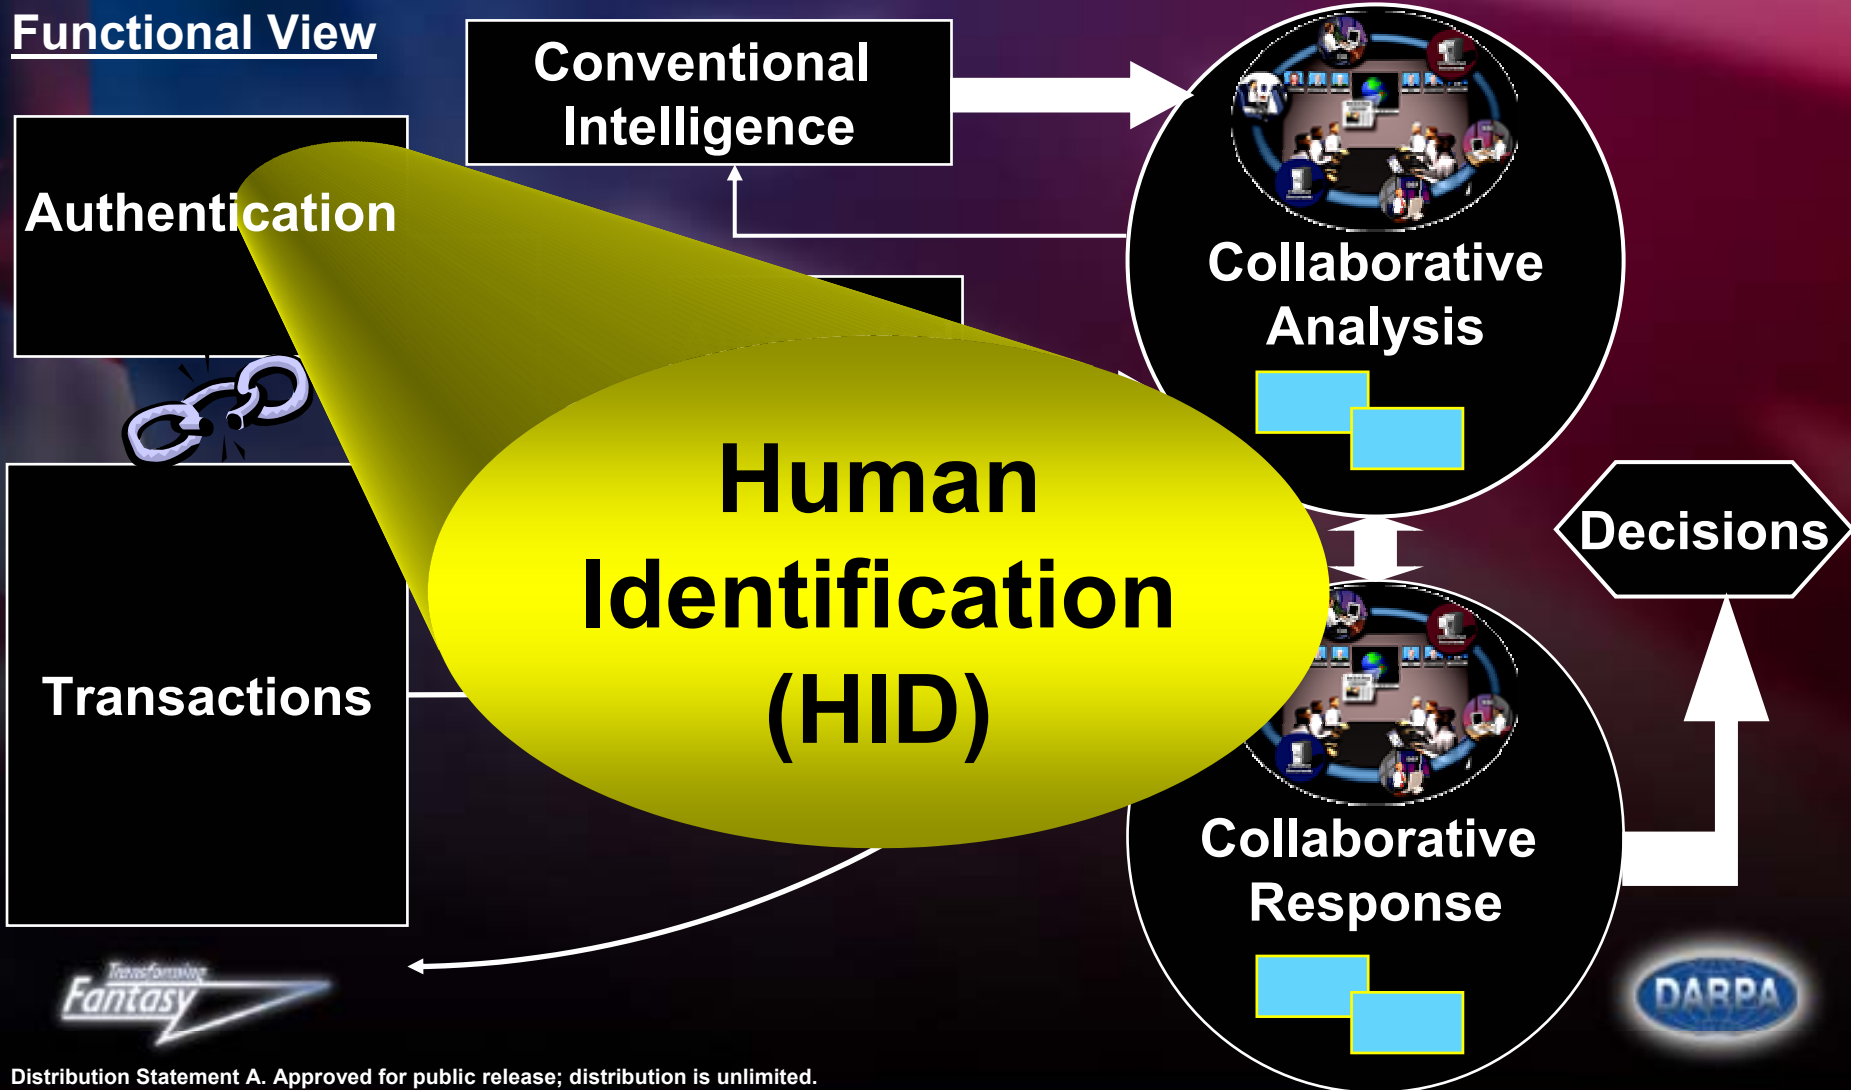 Functional View
Conventional
Intelligence
Authentication
Collaborative
Analysis
Human
Identification
(HID)
Decisions
Transactions
Collaborative
Response
Transforming
Fantasy
DARPA
Distribution Statement A. Approved for public release; distribution is unlimited.